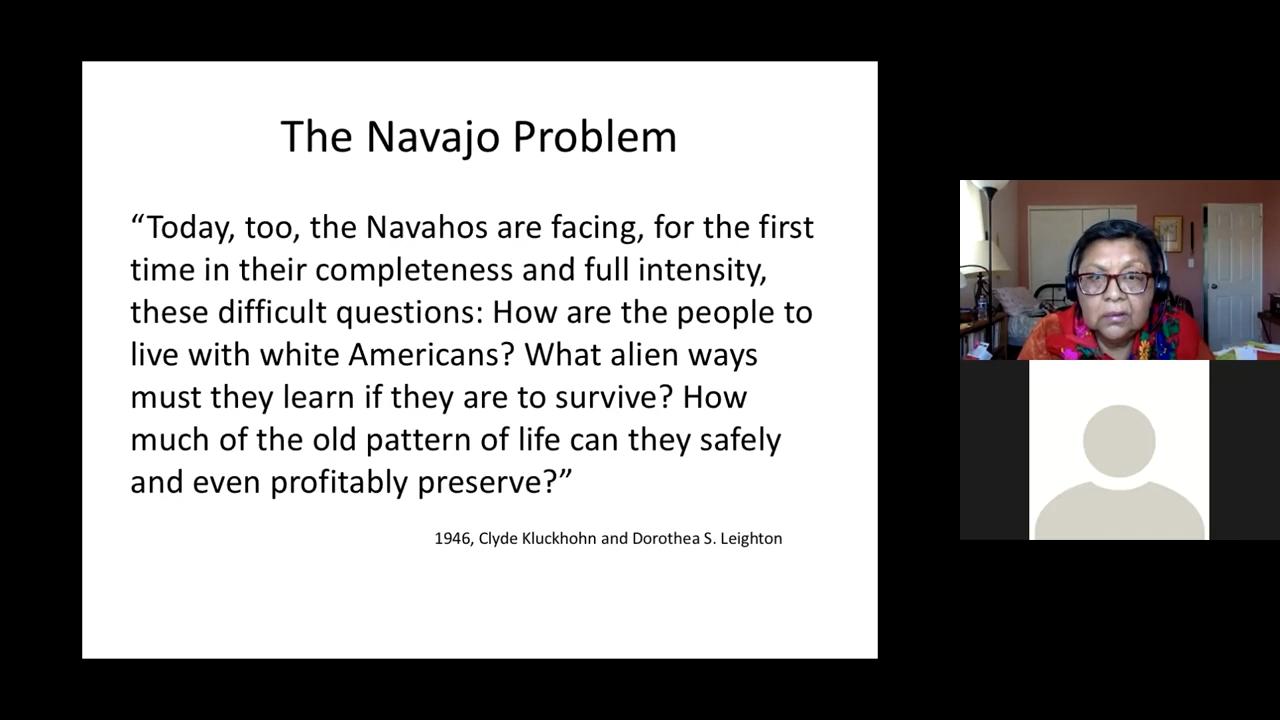 The Navajo Problem
“Today, too, the Navahos are facing, for the first
time in their completeness and full intensity,
these difficult questions: How are the people to
live with white Americans? What alien ways
must they learn if they are to survive? How
much of the old pattern of life can they safely
and even profitably preserve?”
1946, Clyde Kluckhohn and Dorothea S. Leighton